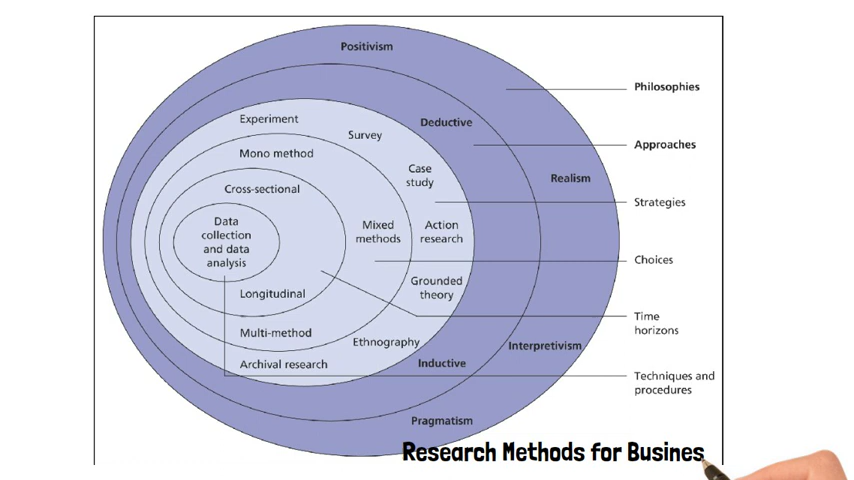 Positivism
Philosophies
Experiment
Deductive
Survey
Approaches
Mono method
Case
study
Realism
Cross-sectional
Strategies
Data
collection
and data
analysis
Mixed
methods
Action
research
Choices
Grounded
theory
Longitudinal
Time
horizons
Multi-method
Ethnography
Interpretivism
Archival research
Inductive
Techniques and
procedures
Pragmatism
Research Methods for Busines